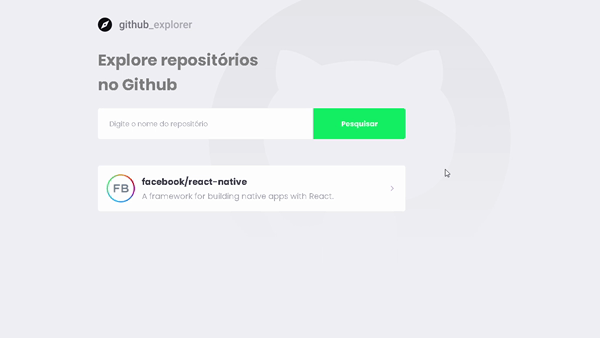 github_explorer
Explore repositórios
no Github
Digite o nome do repositório
Pesquisar
FB
facebook/react-native
A framework for building native apps with React.